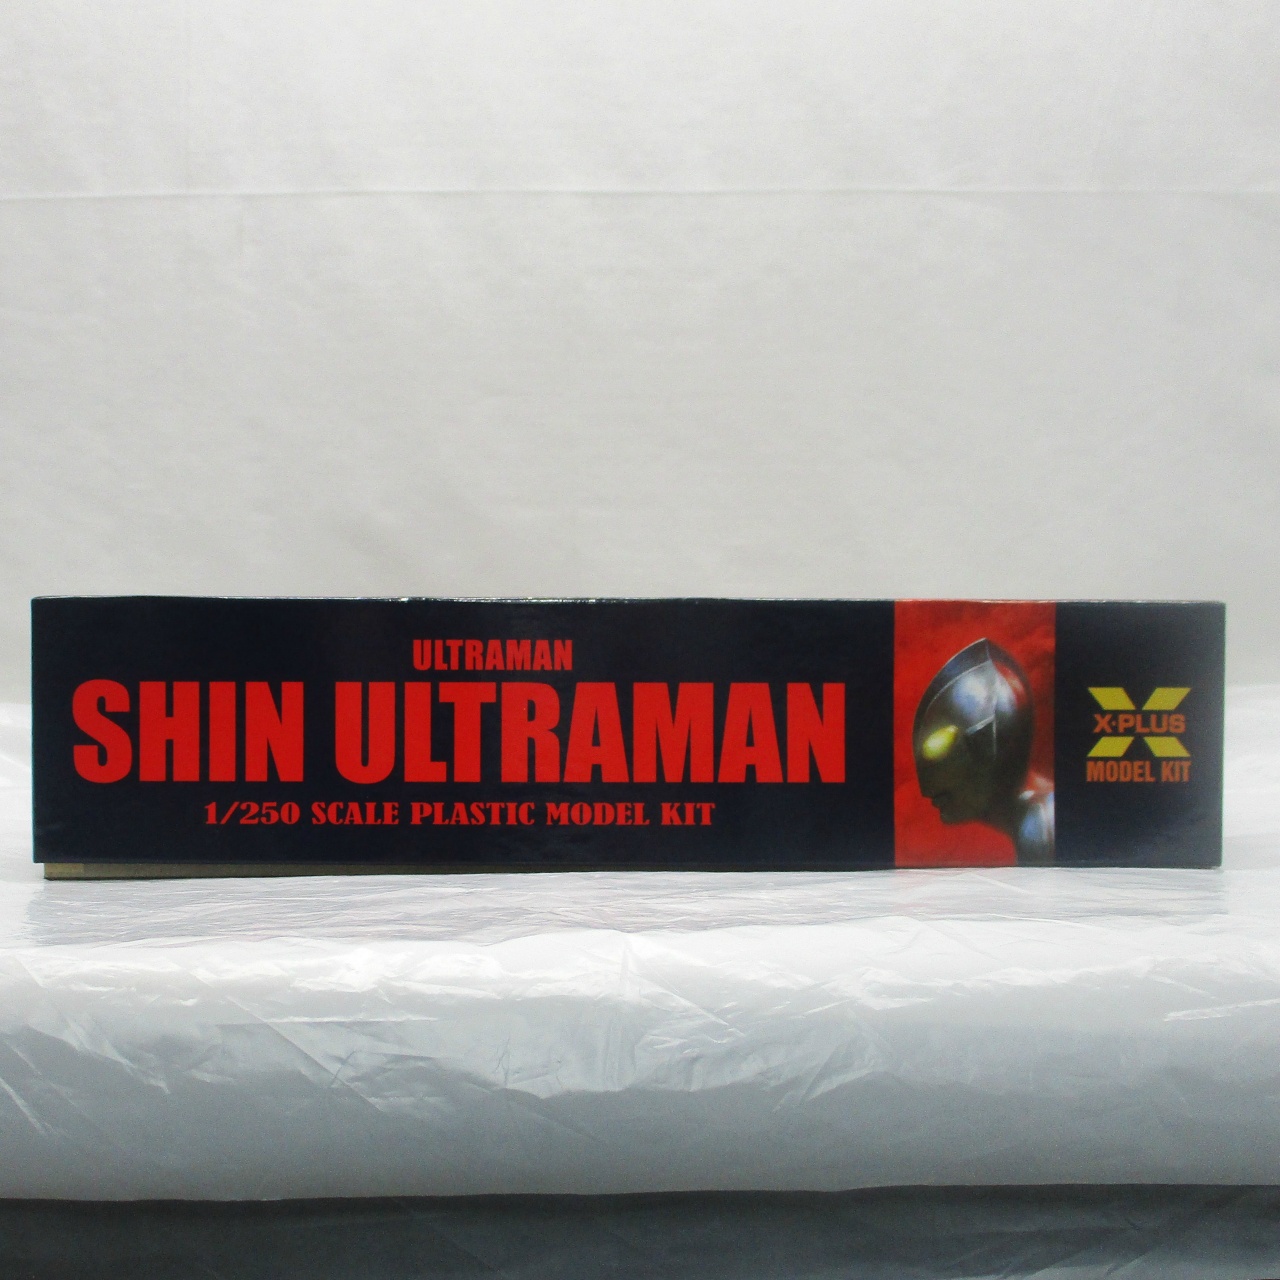 ULTRAMAN
SHIN ULTRAMAN
1/250 SCALE PLASTIC MODEL KIT
X-PLUS
MODEL KIT